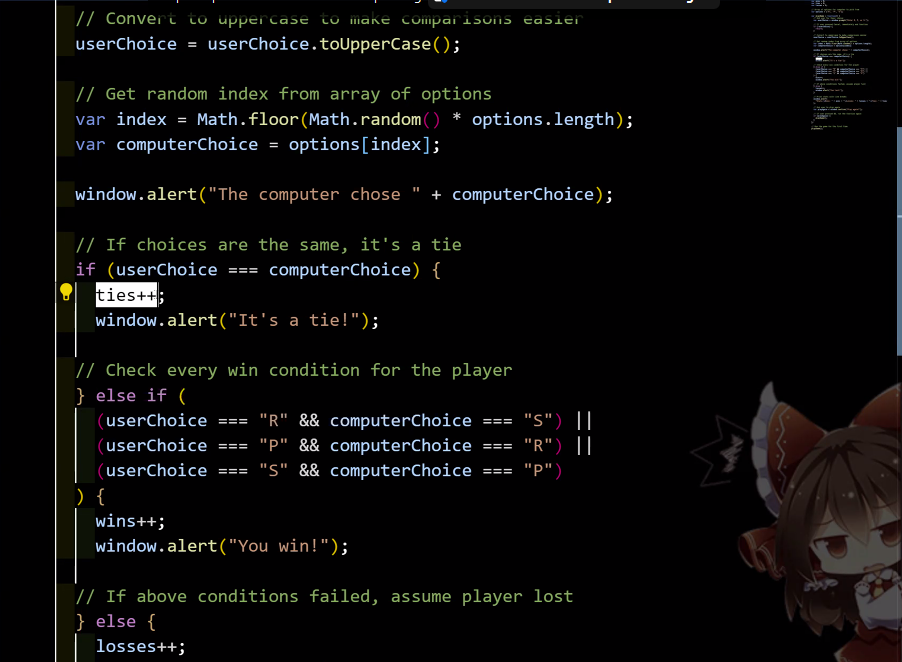 // Convert to uppercase to make comparisons easier
userChoice = userChoice.toUpperCase();
// Get random index from array of options
var index = Math.floor(Math.random() * options.length);
var computerChoice = options[index];
window.alert("The computer chose " + computerChoice);
// If choices are the same, it's a tie
if (userChoice === computerChoice) {
ties++;
window.alert("It's a tie!");
// Check every win condition for the player
} else if (
(userChoice === "R" && computerChoice === "S") ||
(userChoice === "P" && computerChoice === "R") ||
(userChoice === "S" && computerChoice === "P")
) {
wins++;
window.alert("You win!");
// If above conditions failed, assume player lost
} else {
losses++;